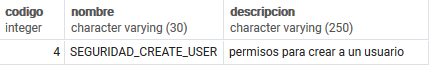 codigo nombre descripcion
integer character varying (30) character varying (250)
4 SEGURIDAD_CREATE_USER permisos para crear a un usuario